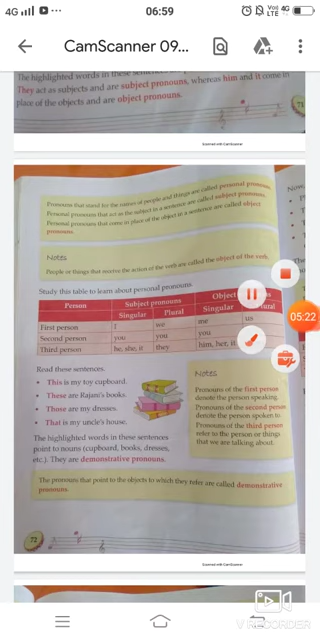 4G
06:59
VoJ 4G
LTE
CamScanner 09...
The highlighted words in these
They act as subjects and are subject pronouns, whereas him and it come in
place of the objects and are object pronouns.
71
Scanned with CamScanner
Pronouns that stand for the names of people and things are called personal pronouns.
Personal pronouns that act as the subject in a sentence are called subject pronouns.
Personal pronouns that come in place of the object in a sentence are called object
pronouns.
Now,
Notes
People or things that receive the action of the verb are called the object of the verb.
Study this table to learn about personal pronouns.
Person Subject pronouns Object
Singular Plural Singular
First person I we me us
Second person you you you
Third person he, she, it they him, her, it
05:22
Read these sentences.
• This is my toy cupboard.
• These are Rajani's books.
• Those are my dresses.
• That is my uncle's house.
The highlighted words in these sentences
point to nouns (cupboard, books, dresses,
etc.). They are demonstrative pronouns.
Notes
Pronouns of the first person
denote the person speaking.
Pronouns of the second person
denote the person spoken to.
Pronouns of the third person
refer to the person or things
that we are talking about.
The pronouns that point to the objects to which they refer are called demonstrative
pronouns.
72
Scanned with CamScanner
V RECORDER